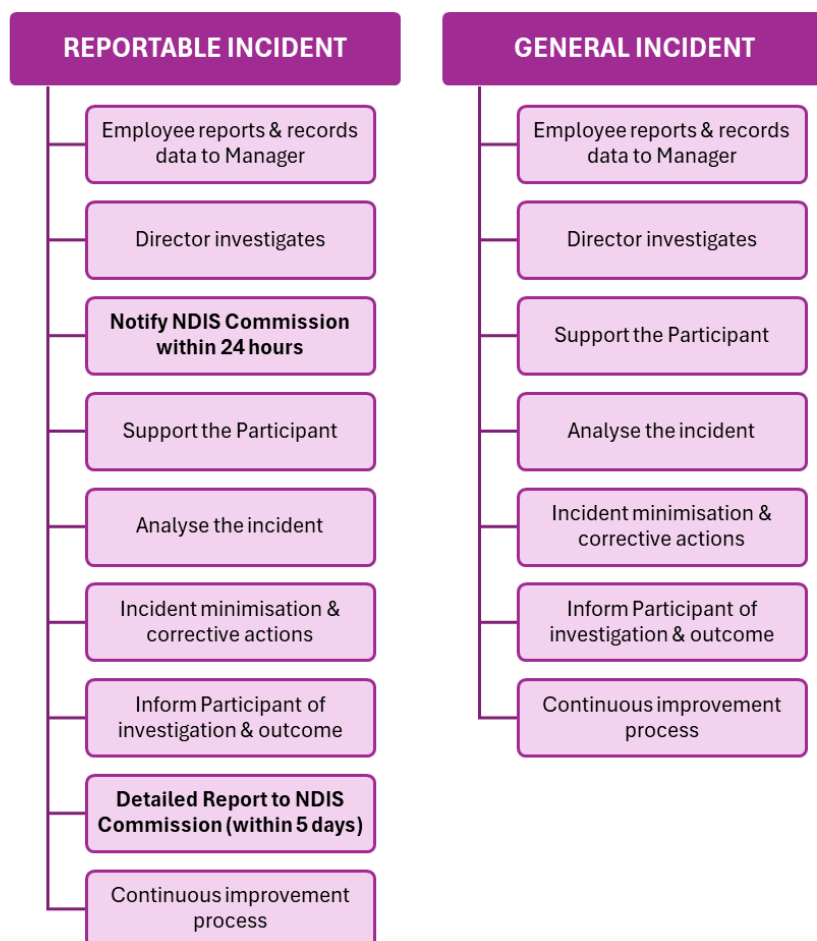 REPORTABLE INCIDENT
Employee reports & records
data to Manager
Director investigates
Notify NDIS Commission
within 24 hours
Support the Participant
Analyse the incident
Incident minimisation &
corrective actions
Inform Participant of
investigation & outcome
Detailed Report to NDIS
Commission (within 5 days)
Continuous improvement
process
GENERAL INCIDENT
Employee reports & records
data to Manager
Director investigates
Support the Participant
Analyse the incident
Incident minimisation &
corrective actions
Inform Participant of
investigation & outcome
Continuous improvement
process